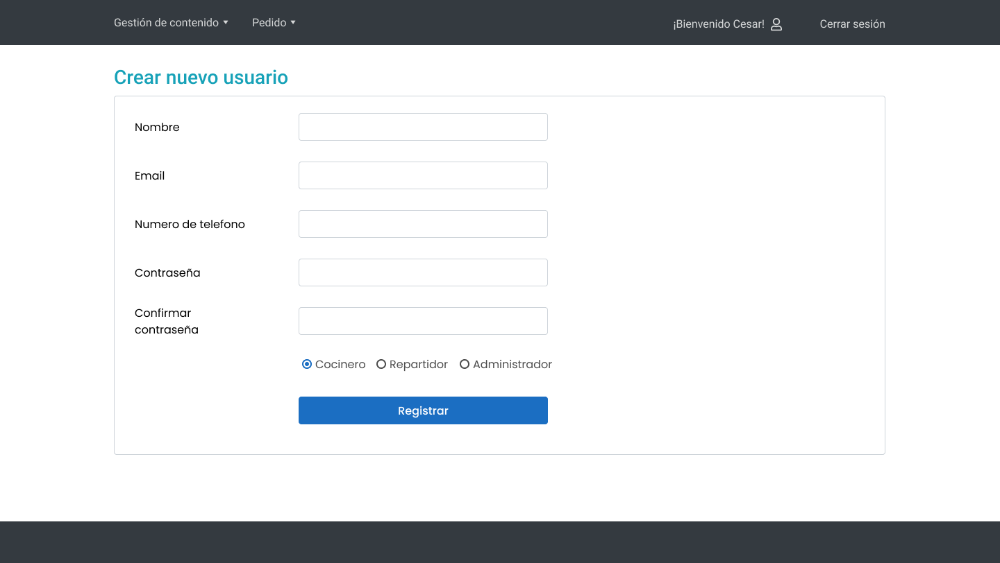 Gestión de contenido
Pedido
¡Bienvenido Cesar!
Cerrar sesión
Crear nuevo usuario
Nombre
Email
Numero de telefono
Contraseña
Confirmar
contraseña
Cocinero
Repartidor
Administrador
Registrar